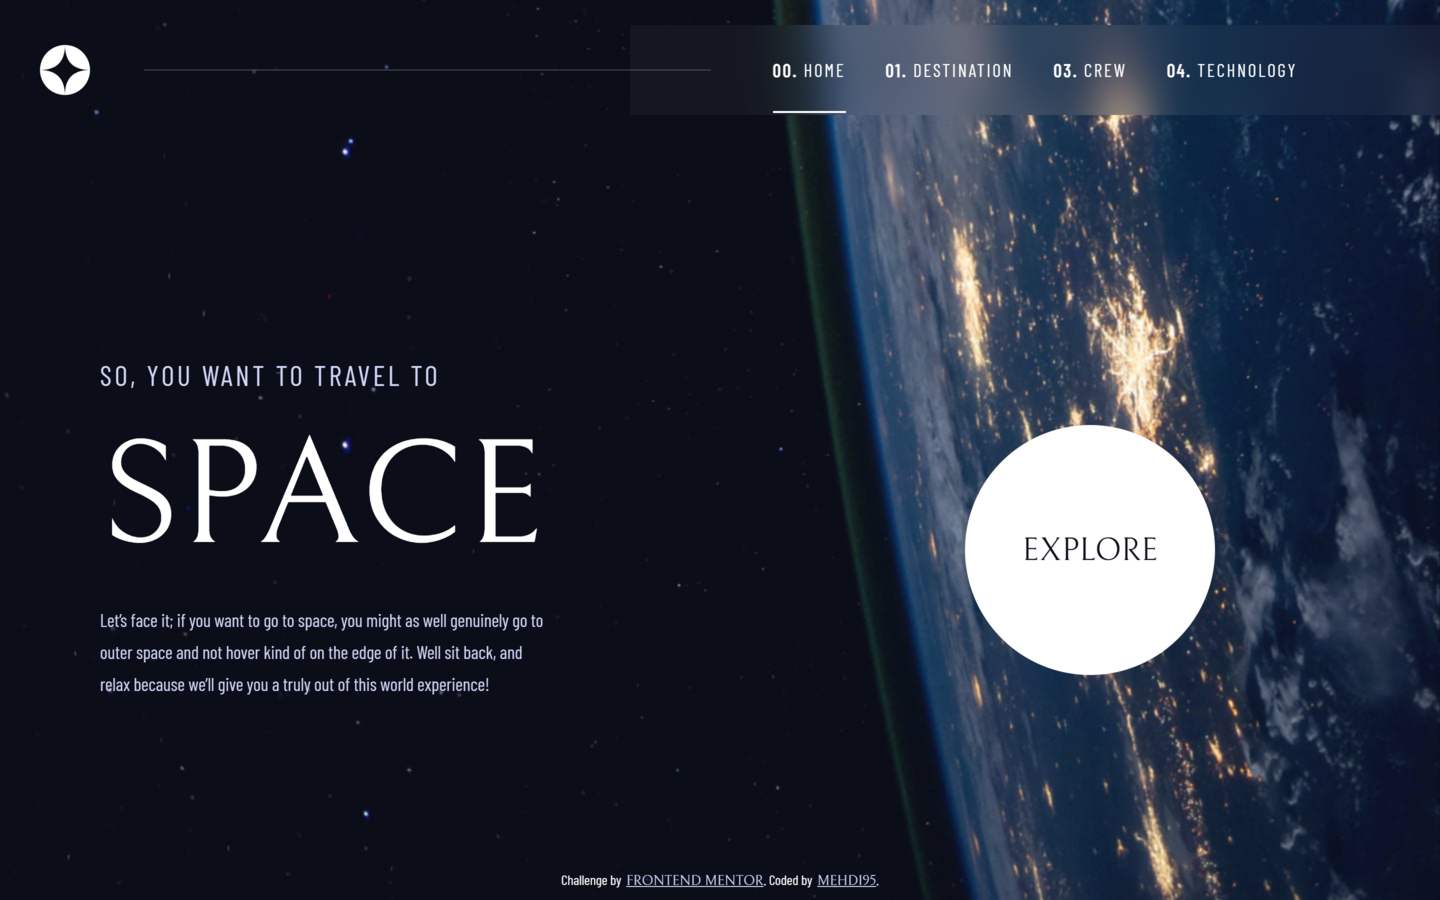 00. HOME 01. DESTINATION 03. CREW 04. TECHNOLOGY
SO, YOU WANT TO TRAVEL TO
SPACE
Let's face it; if you want to go to space, you might as well genuinely go to
outer space and not hover kind of on the edge of it. Well sit back, and
relax because we'll give you a truly out of this world experience!
EXPLORE
Challenge by FRONTEND MENTOR. Coded by MEHDI95.